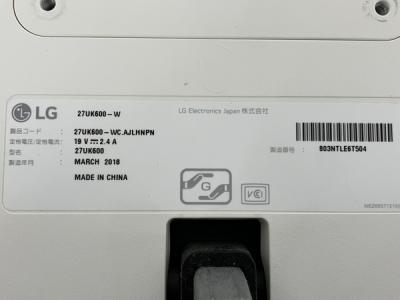 LG 27UK600-W LG Electronics Japan 株式会社
製品コード : 27UK600-WC.AJLHNPN
定格電圧/定格電流: 19 V 2.4 A
型名 : 27UK600
製造年月 : MARCH 2018
MADE IN CHINA
製造番号 : 803NTLE6T504
G
VCCI